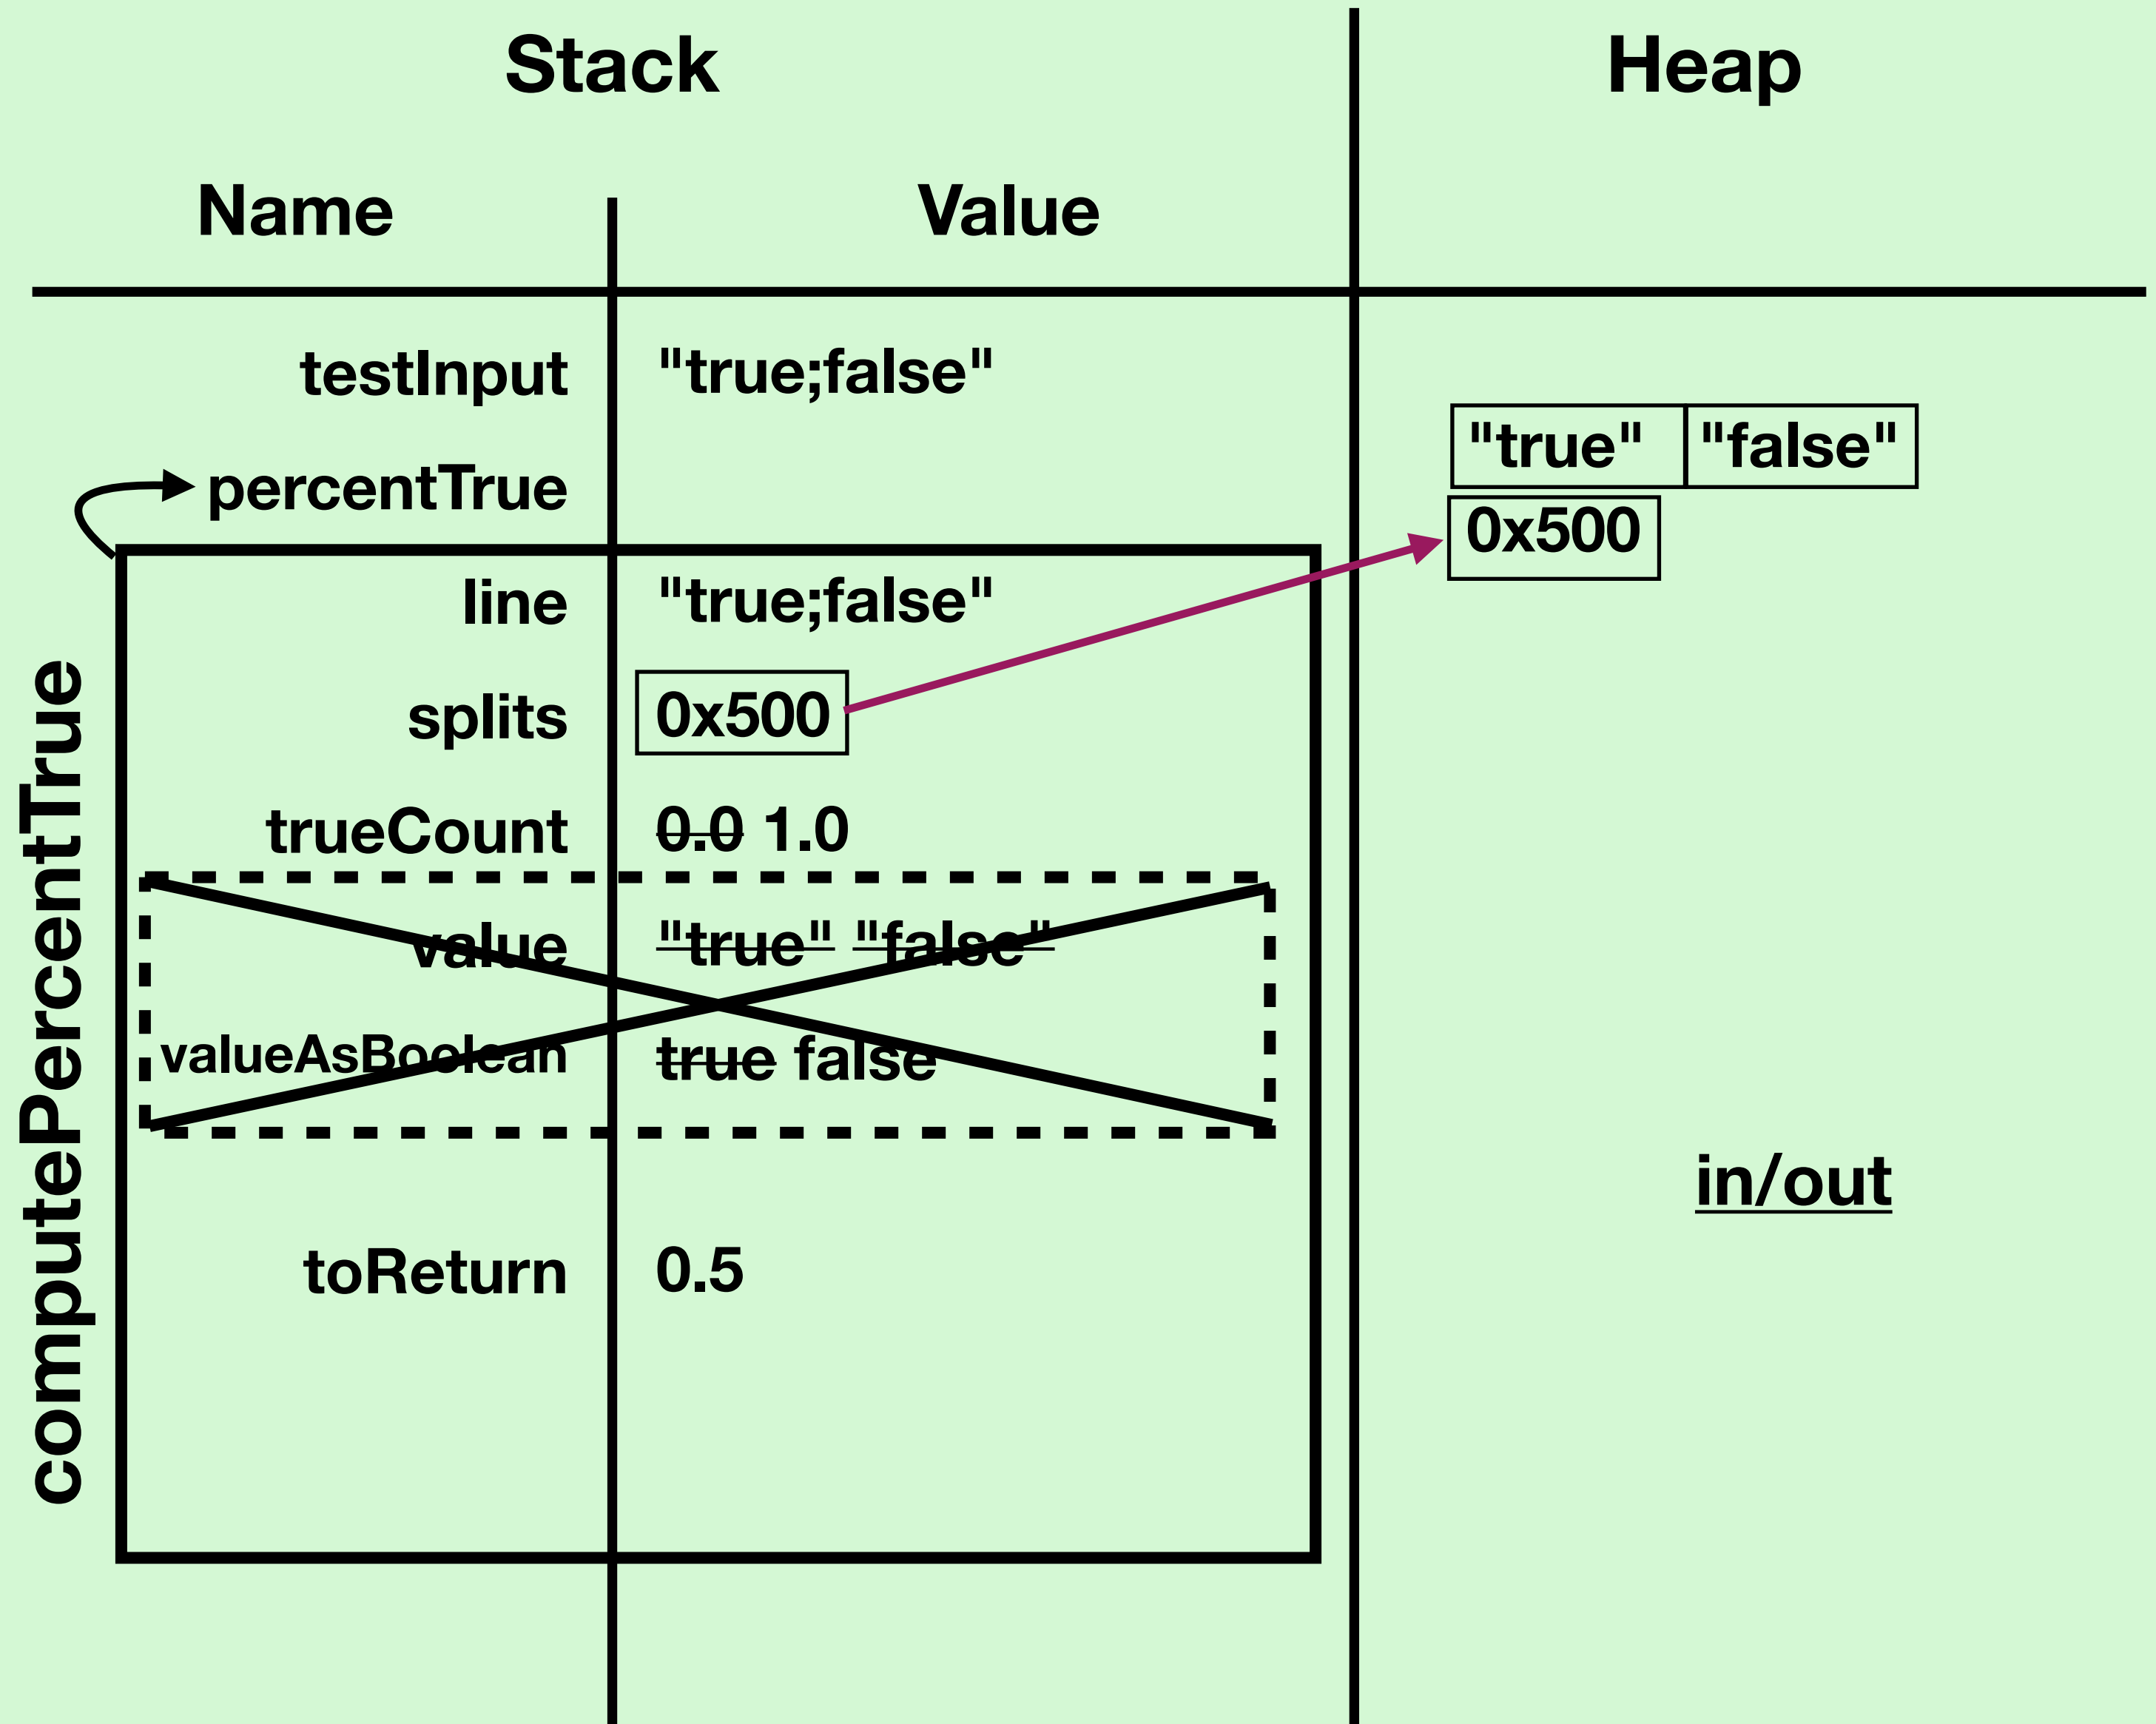 Stack
Heap
Name
Value
testInput
"true;false"
"true" "false"
percentTrue
0x500
line
"true;false"
splits
0x500
trueCount
0.0 1.0
value
"true" "false"
valueAsBoolean
true false
in/out
toReturn
0.5
computePercentTrue